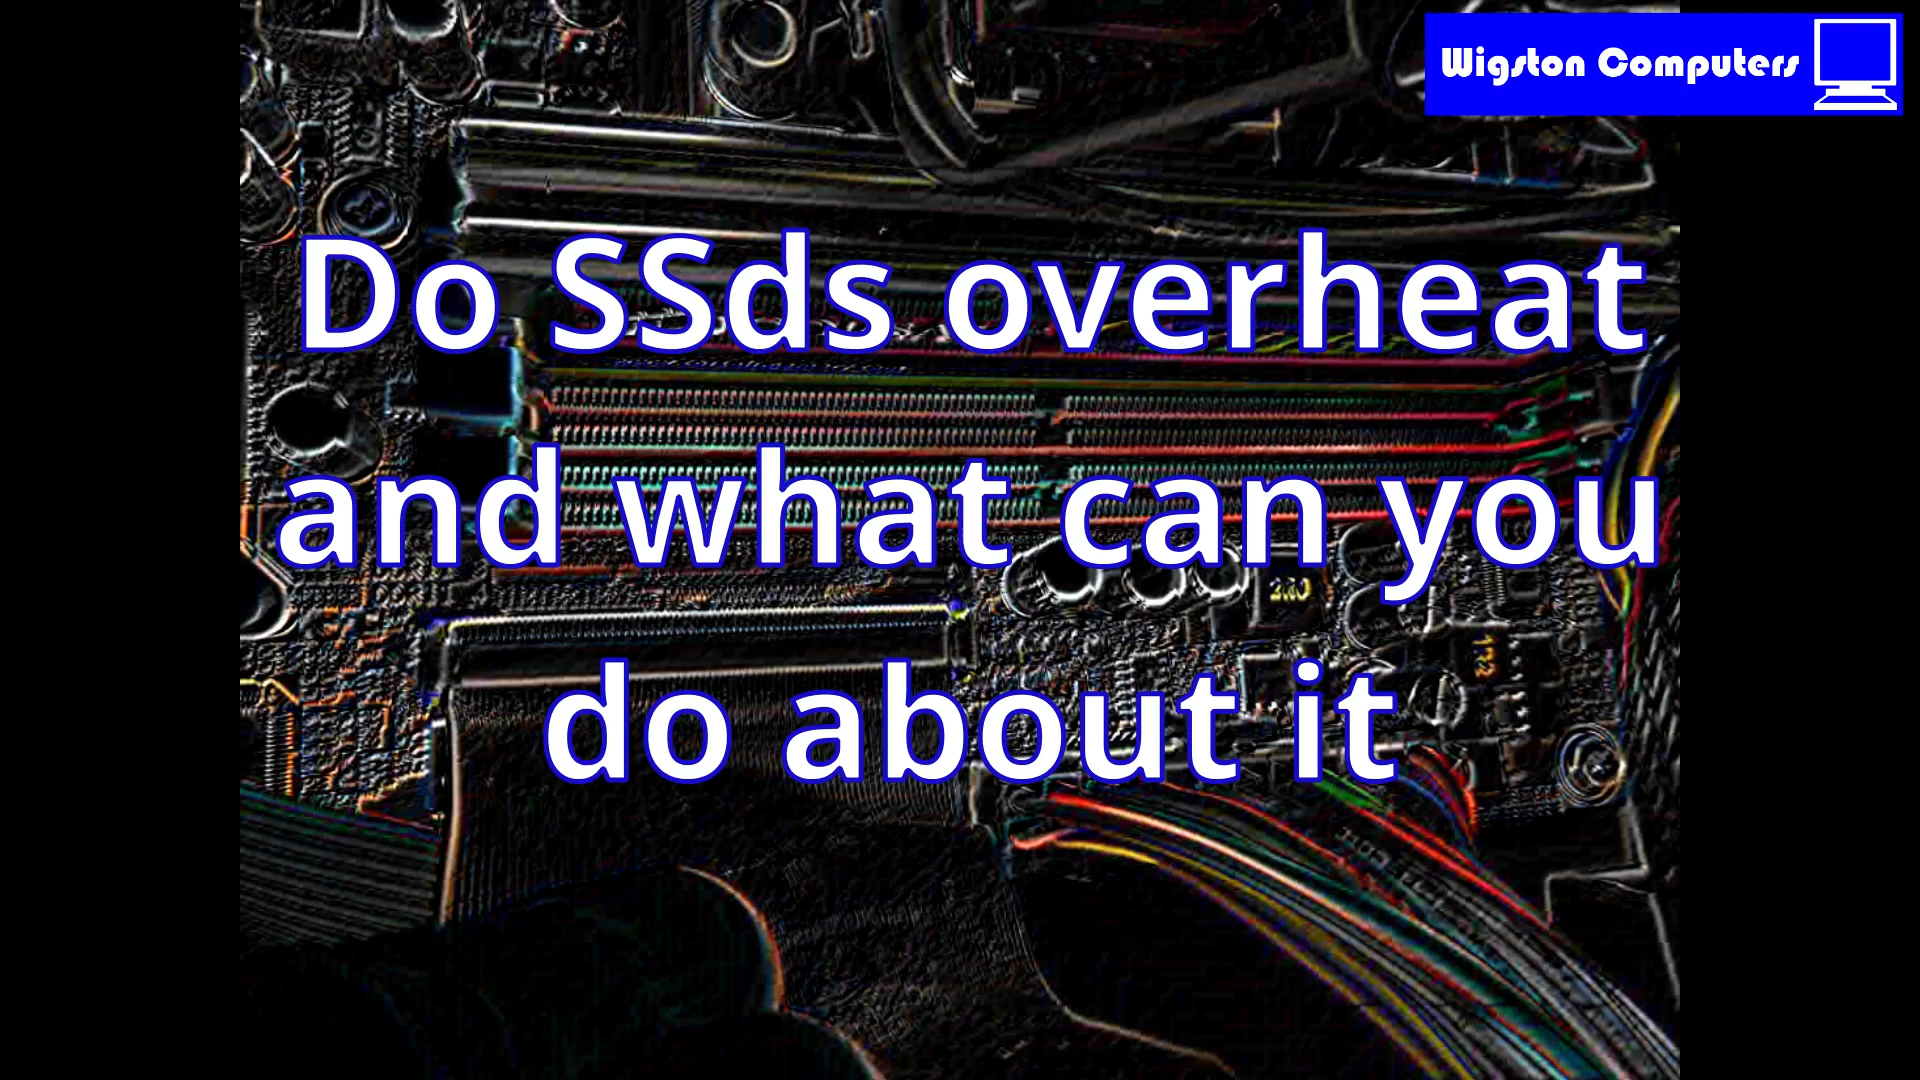 Wigston Computers
Do SSds overheat
and what can you
do about it